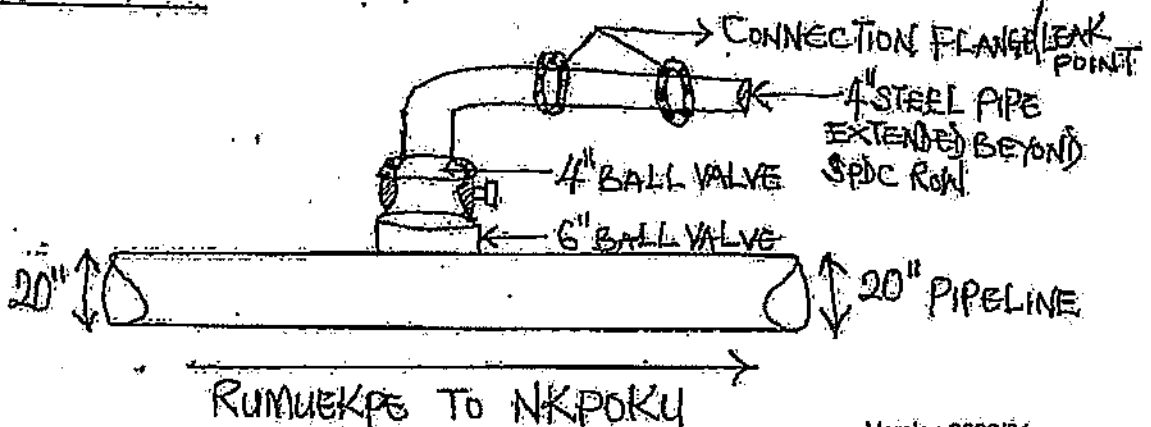 CONNECTION FLANGE/LEAK
POINT
4" STEEL PIPE
EXTENDED BEYOND
SPDC ROW
4" BALL VALVE
6" BALL VALVE
20"
20" PIPELINE
RUMUEKPE TO NKPOKU